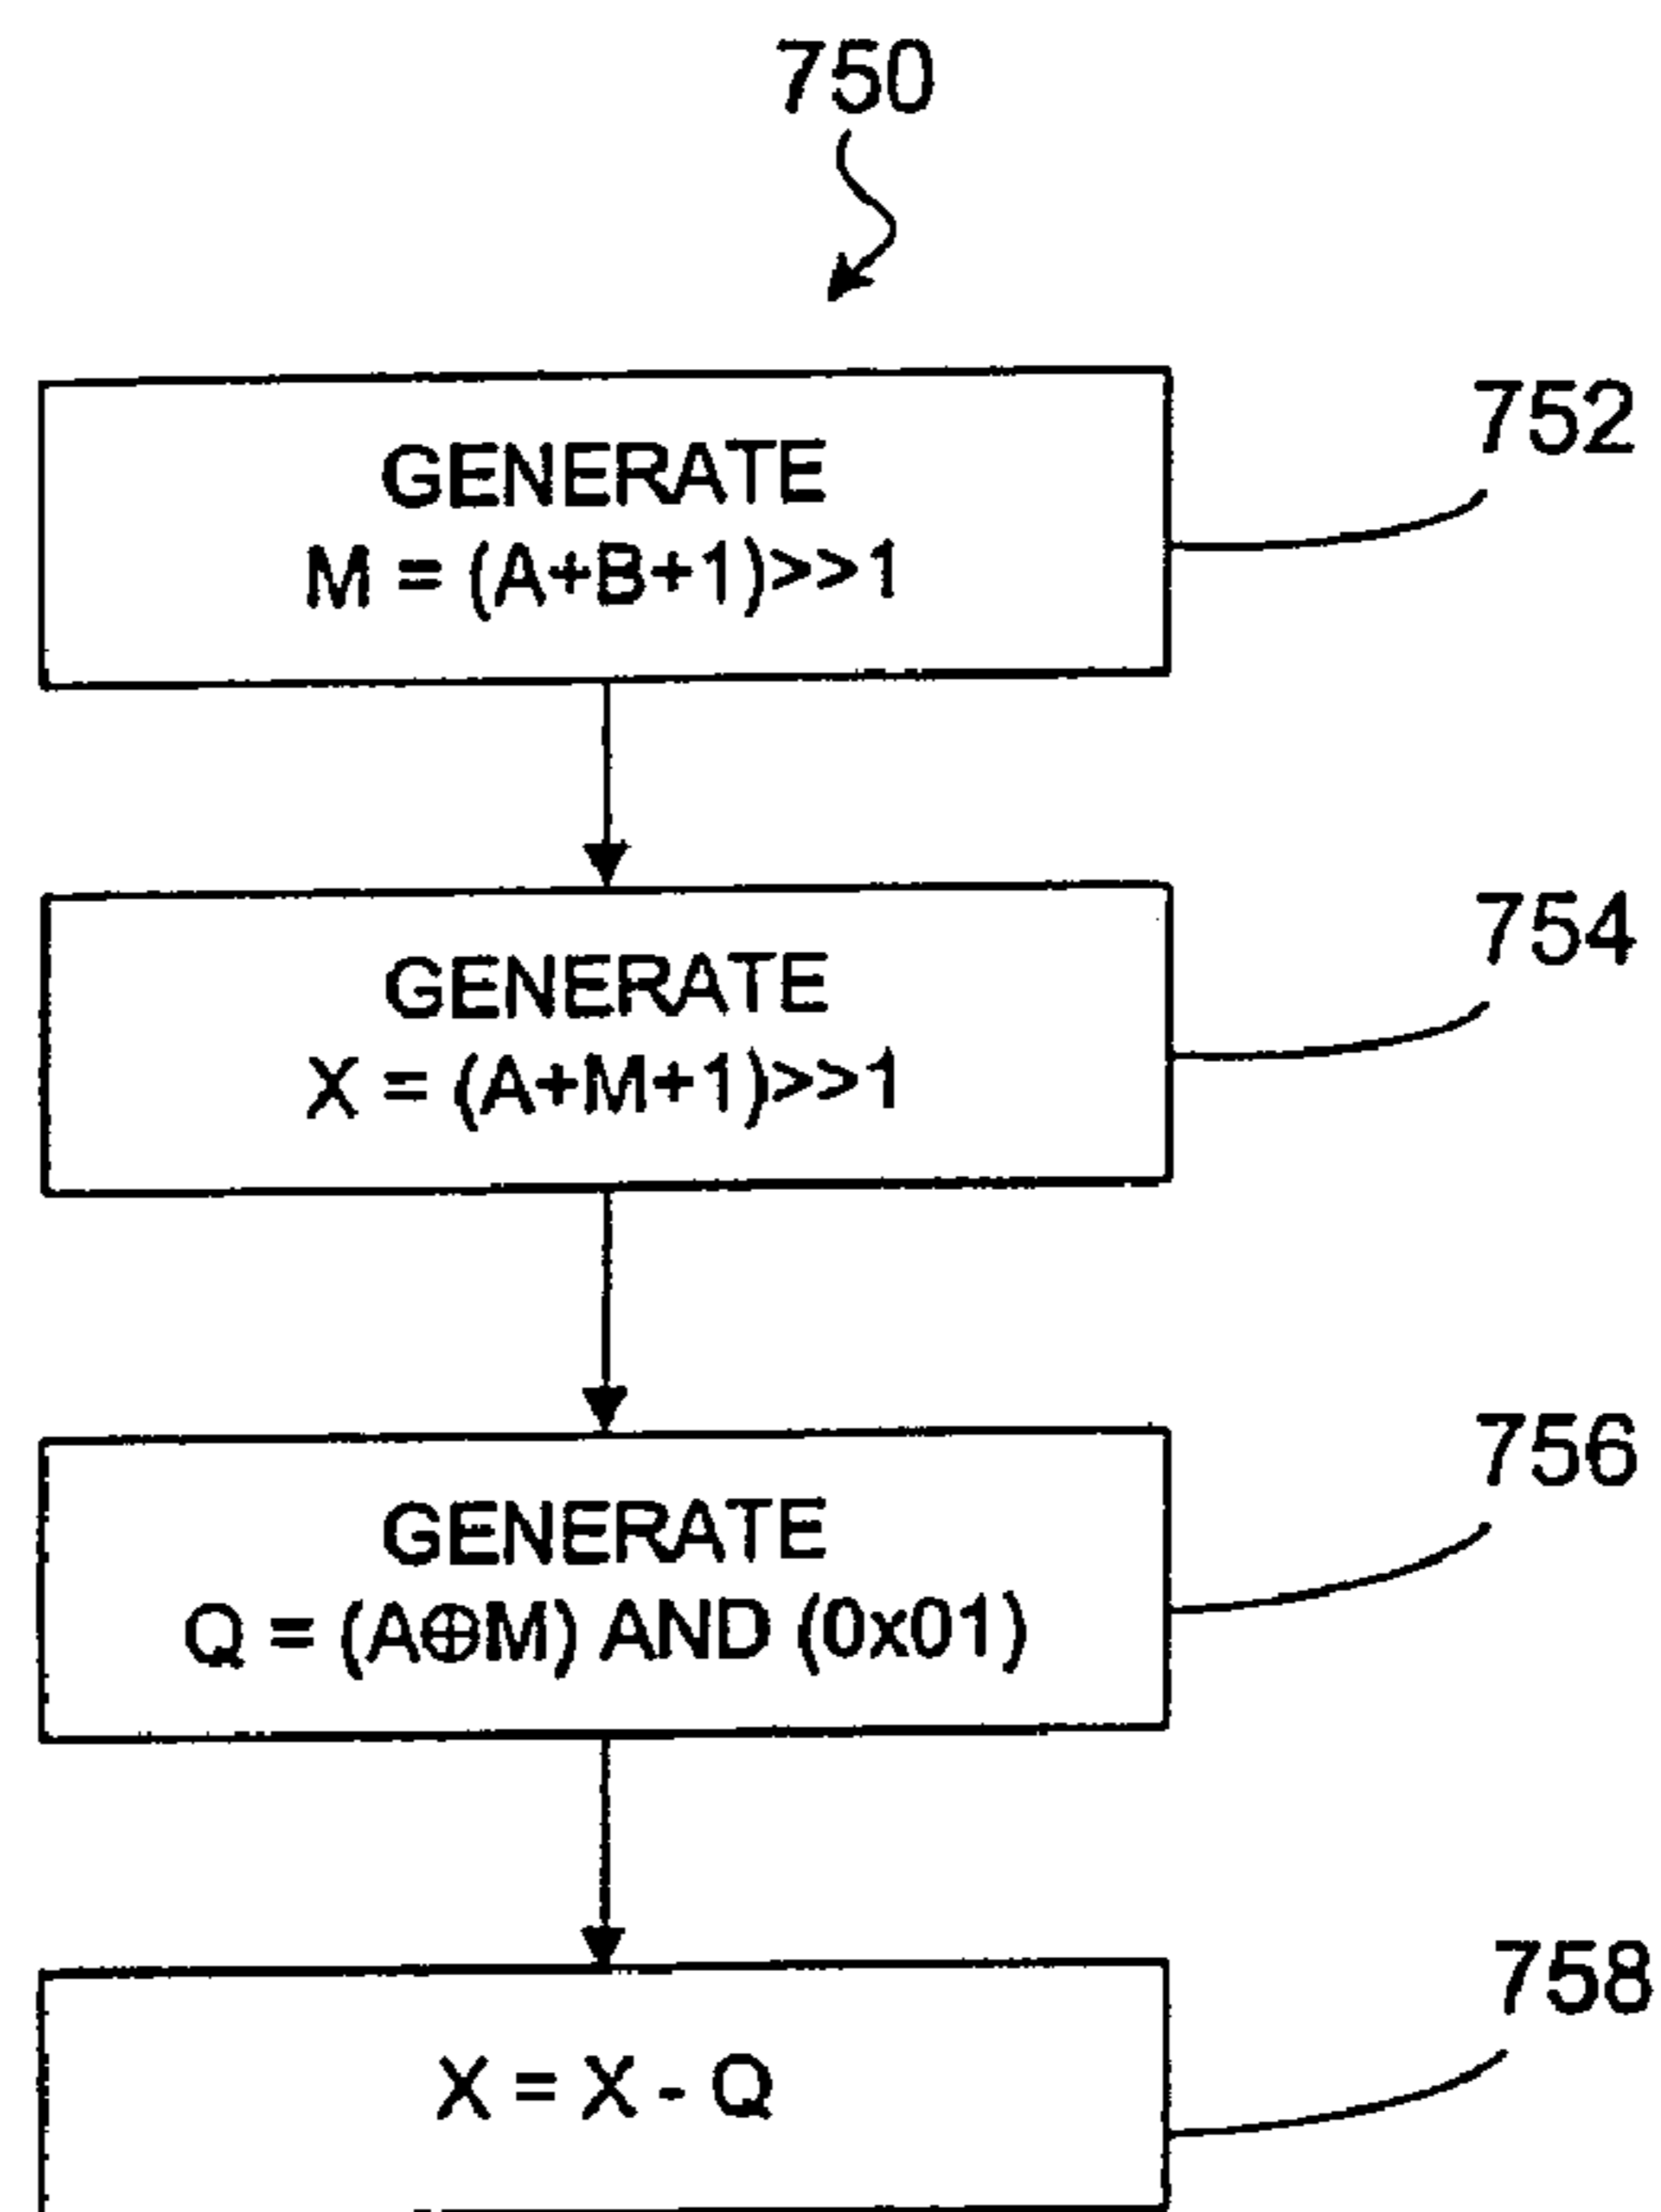 750
GENERATE
M = (A+B+1)>>1
752
GENERATE
X = (A+M+1)>>1
754
GENERATE
Q = (A⊕M) AND (0x01)
756
X = X - Q
758